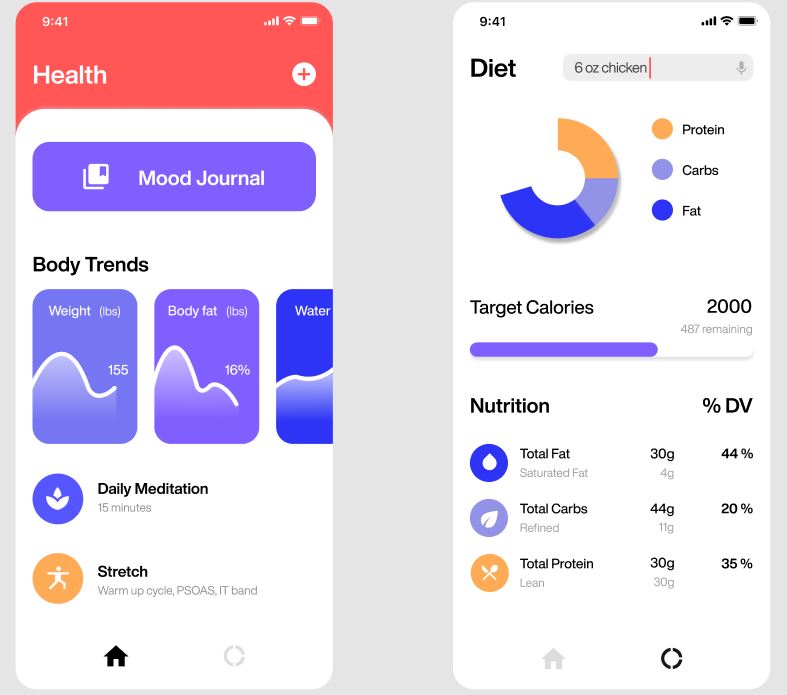 9:41
Health
Mood Journal
Body Trends
Weight (lbs)
155
Body fat (lbs)
16%
Water
Daily Meditation
15 minutes
Stretch
Warm up cycle, PSOAS, IT band
9:41
Diet
6 oz chicken
Protein
Carbs
Fat
Target Calories 2000
487 remaining
Nutrition % DV
Total Fat 30g 44 %
Saturated Fat 4g
Total Carbs 44g 20 %
Refined 11g
Total Protein 30g 35 %
Lean 30g